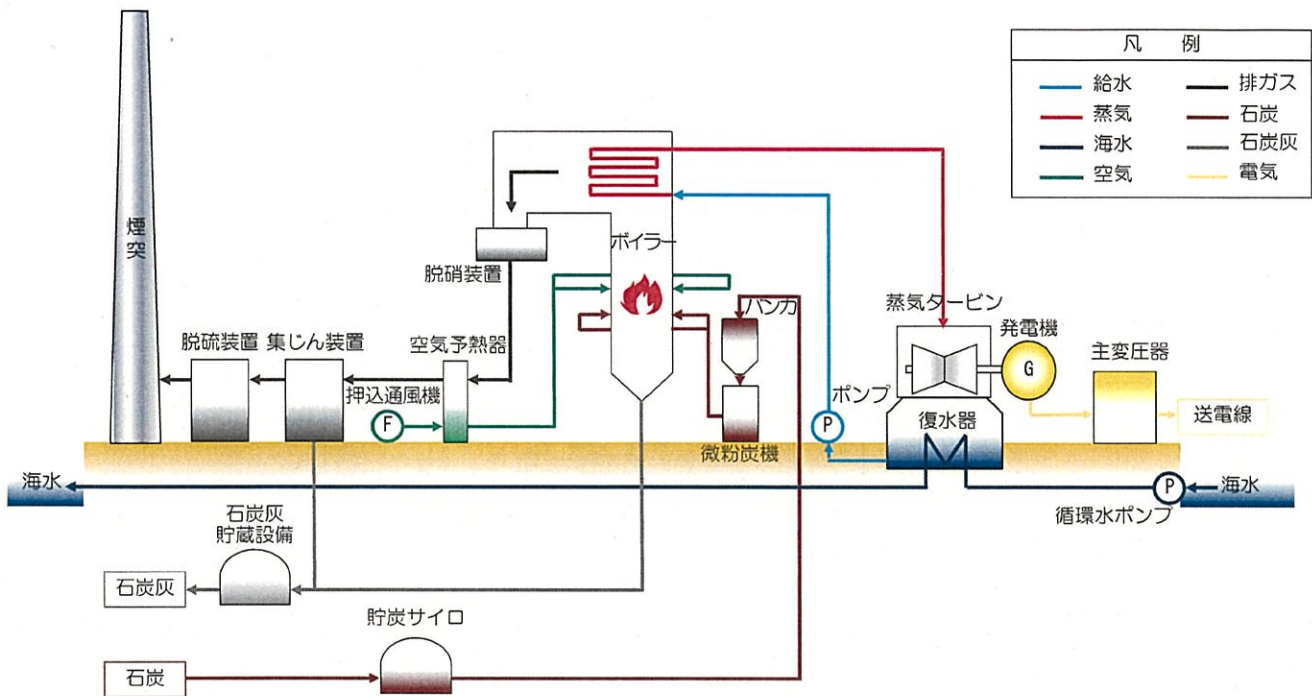 凡 例
給水
排ガス
蒸気
石炭
海水
石炭灰
空気
電気
煙突
ボイラー
脱硝装置
バンカ
蒸気タービン
発電機
G
主変圧器
脱硫装置
集じん装置
空気予熱器
押込通風機
F
ポンプ
P
復水器
送電線
微粉炭機
海水
P
海水
循環水ポンプ
石炭灰
貯蔵設備
石炭灰
貯炭サイロ
石炭